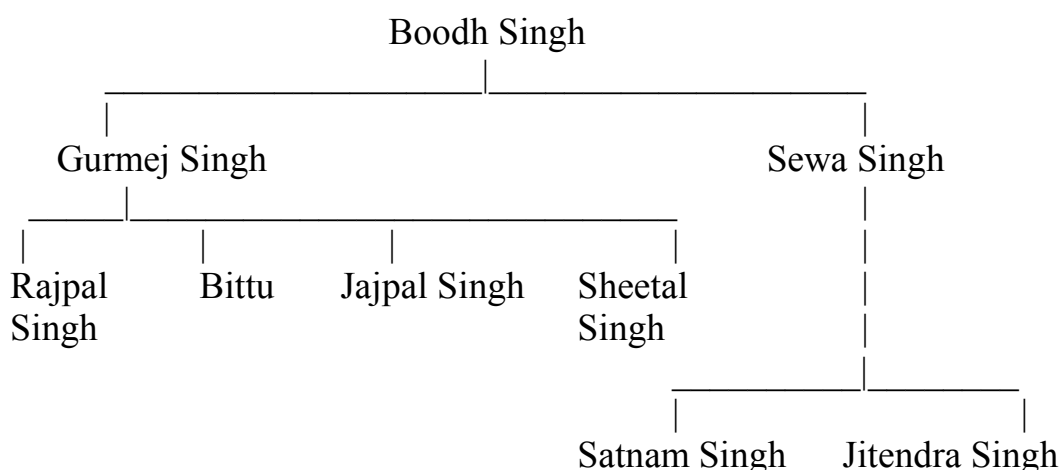 Boodh Singh
Gurmej Singh Sewa Singh
Rajpal Singh Bittu Jajpal Singh Sheetal Singh
Satnam Singh Jitendra Singh